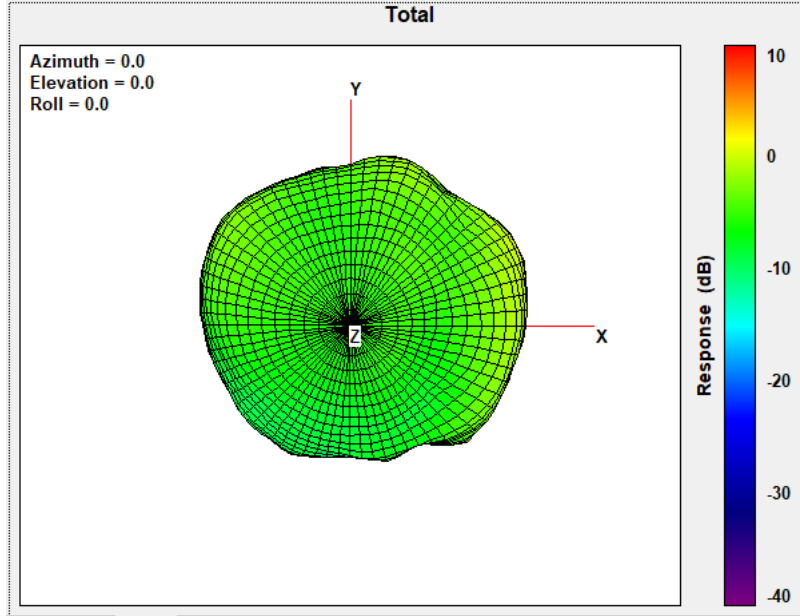 Total
Azimuth = 0.0
Elevation = 0.0
Roll = 0.0
Y
X
Z
10
0
-10
-20
-30
-40
Response (dB)